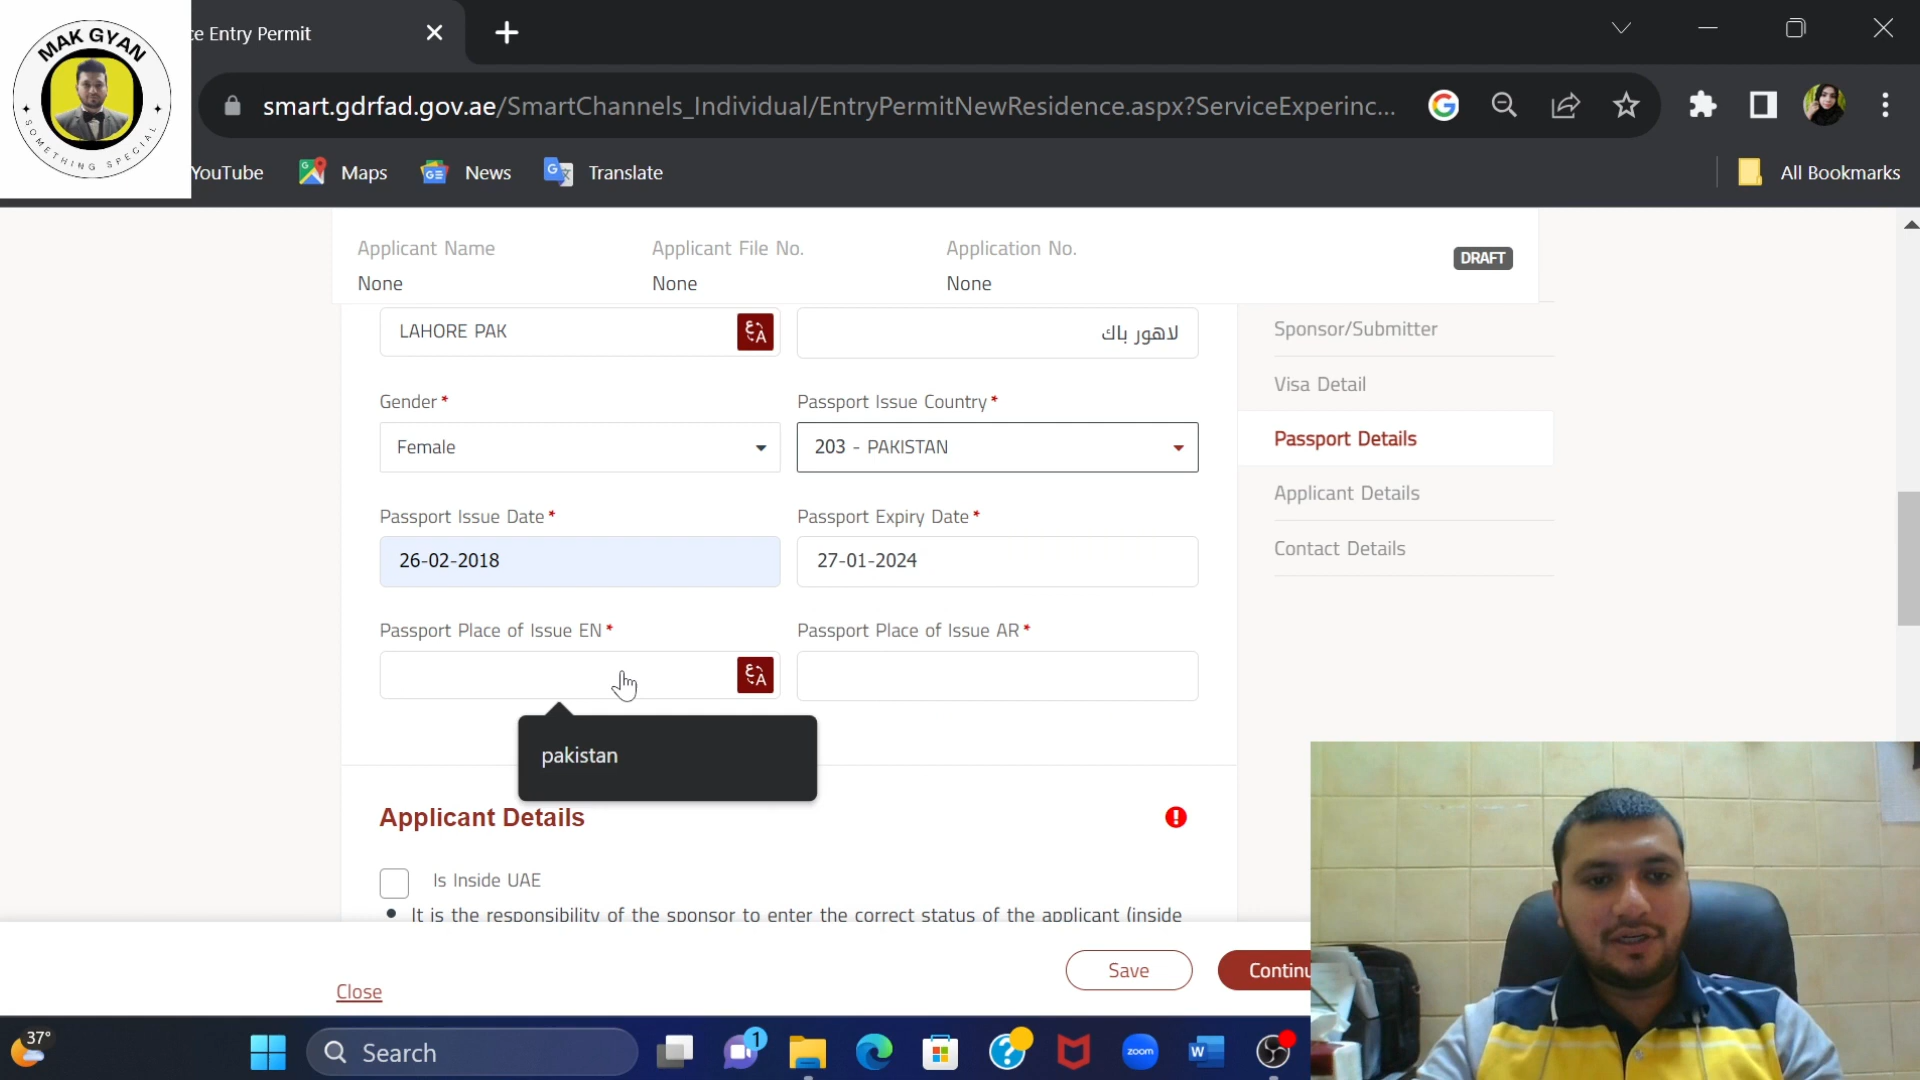 MAK GYAN
SOMETHING SPECIAL
ce Entry Permit
smart.gdrfad.gov.ae/SmartChannels_Individual/EntryPermitNewResidence.aspx?ServiceExperinc...
YouTube
Maps
News
Translate
All Bookmarks
Applicant Name
Applicant File No.
Application No.
DRAFT
None
None
None
LAHORE PAK
لاهور باك
Gender*
Passport Issue Country*
Female
203 - PAKISTAN
Passport Issue Date*
Passport Expiry Date*
26-02-2018
27-01-2024
Passport Place of Issue EN*
Passport Place of Issue AR*
pakistan
Applicant Details
Is Inside UAE
It is the responsibility of the sponsor to enter the correct status of the applicant (inside
Sponsor/Submitter
Visa Detail
Passport Details
Applicant Details
Contact Details
Close
Save
Continu
37°
Search
1
zoom
W